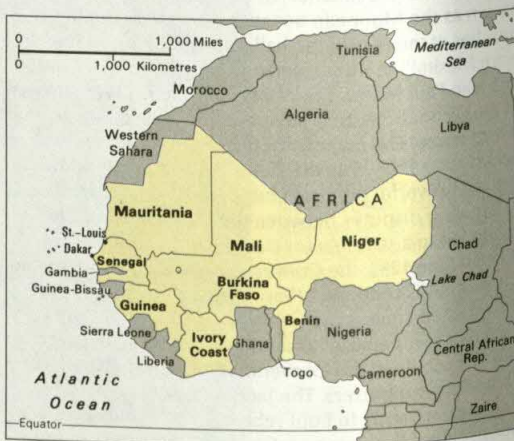 0
1,000 Miles
0
1,000 Kilometres
Mediterranean
Sea
Tunisia
Morocco
Algeria
Libya
Western
Sahara
AFRICA
Mauritania
Mali
Niger
Chad
St.-Louis
Dakar
Senegal
Gambia
Guinea-Bissau
Burkina
Faso
Lake Chad
Guinea
Benin
Nigeria
Sierra Leone
Ivory
Coast
Ghana
Liberia
Togo
Cameroon
Central African
Rep.
Atlantic
Ocean
Zaire
Equator